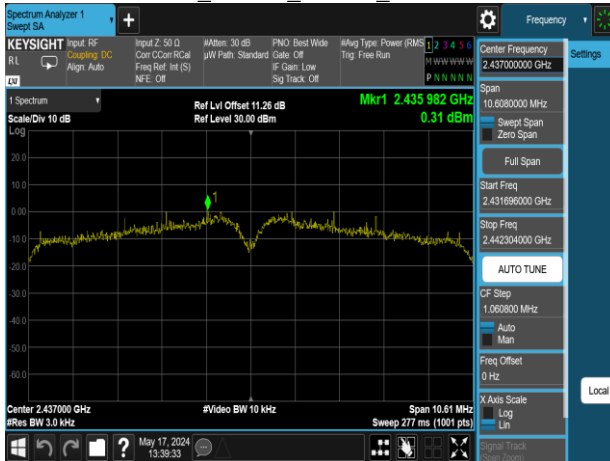 Spectrum Analyzer 1
Swept SA
+
Frequency
KEYSIGHT
RL
LXI
Input: RF
Coupling: DC
Align: Auto
Input Z: 50 Ω
Corr CCorr RCal
Freq Ref: Int (S)
NFE: Off
#Atten: 30 dB
µW Path: Standard
PNO: Best Wide
Gate: Off
IF Gain: Low
Sig Track: Off
#Avg Type: Power (RMS
Trig: Free Run
1 2 3 4 5 6
M W W W W W
P N N N N N
1 Spectrum
Scale/Div 10 dB
Ref Lvl Offset 11.26 dB
Ref Level 30.00 dBm
Mkr1 2.435 982 GHz
0.31 dBm
Log
20.0
10.0
0.00
-10.0
-20.0
-30.0
-40.0
-50.0
-60.0
1
Center 2.437000 GHz
#Res BW 3.0 kHz
#Video BW 10 kHz
Span 10.61 MHz
Sweep 277 ms (1001 pts)
May 17, 2024
13:39:33
?
Center Frequency
2.437000000 GHz
Span
10.6080000 MHz
Swept Span
Zero Span
Full Span
Start Freq
2.431696000 GHz
Stop Freq
2.442304000 GHz
AUTO TUNE
CF Step
1.060800 MHz
Auto
Man
Freq Offset
0 Hz
X Axis Scale
Log
Lin
Signal Track
(Span Zoom)
Settings
Local